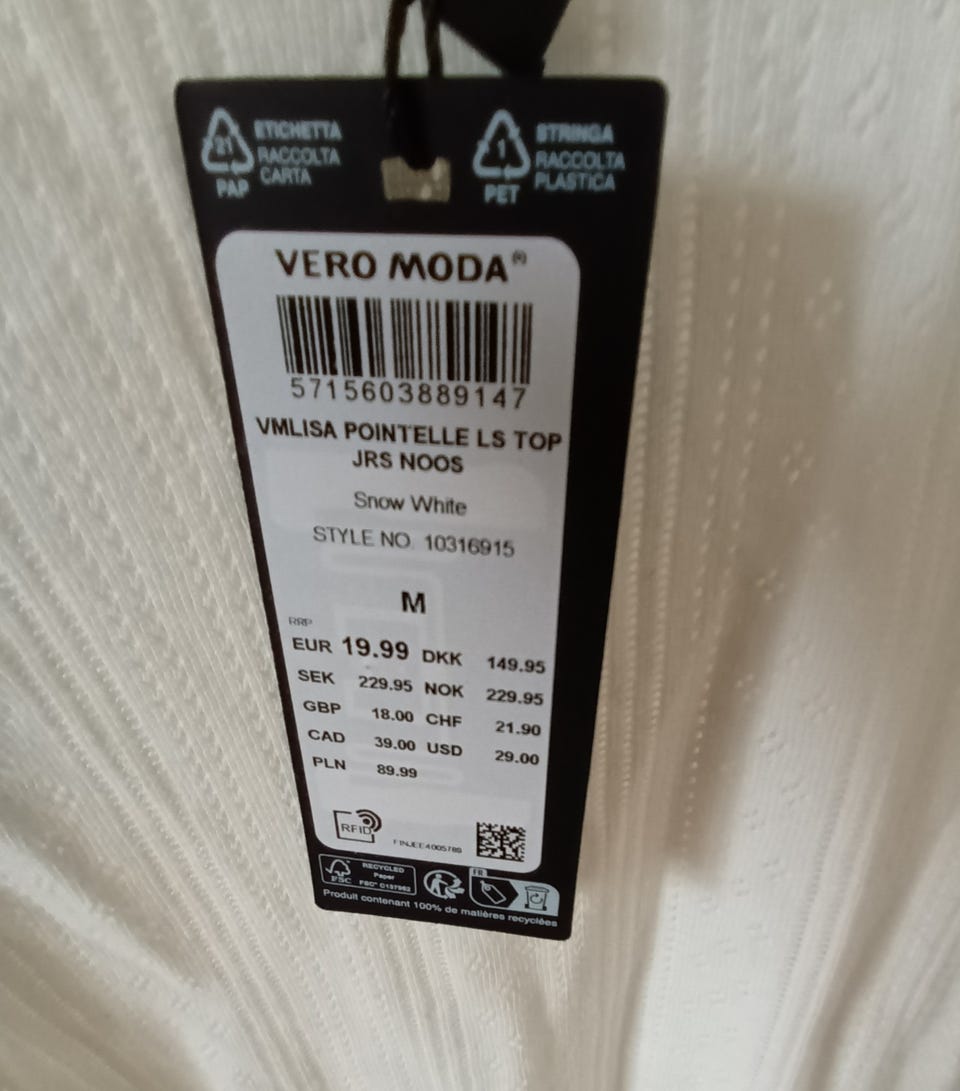 21
PAP
ETICHETTA
RACCOLTA
CARTA
1
PET
STRINGA
RACCOLTA
PLASTICA
VERO MODA®
5715603889147
VMLISA POINTELLE LS TOP
JRS NOOS
Snow White
STYLE NO. 10316915
M
RRP
EUR 19.99 DKK 149.95
SEK 229.95 NOK 229.95
GBP 18.00 CHF 21.90
CAD 39.00 USD 29.00
PLN 89.99
RFID
FSC
RECYCLED
Paper
FR
Produit contenant 100% de matières recyclées